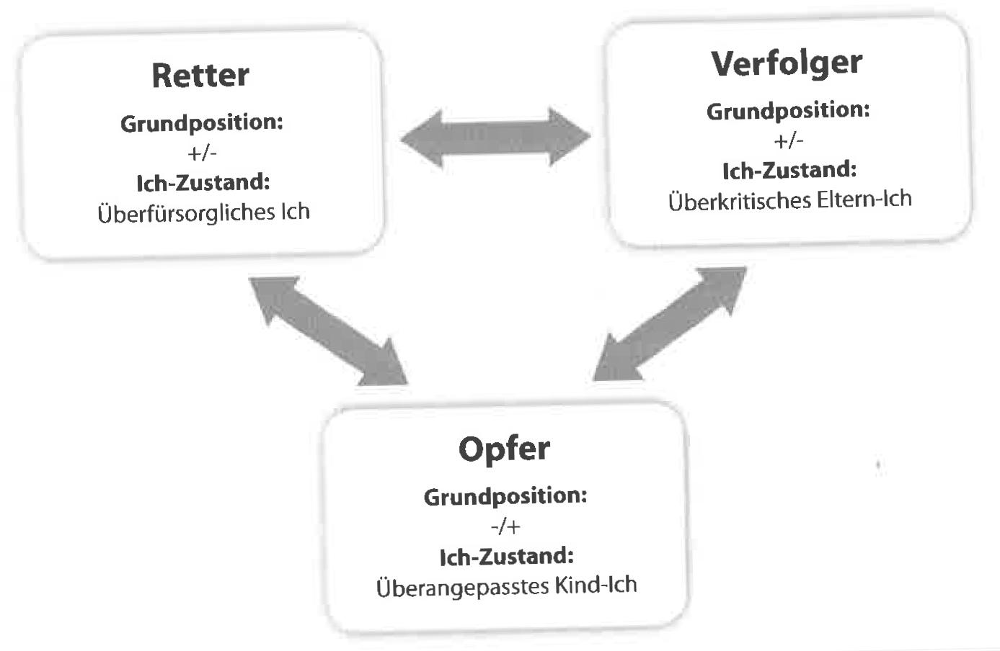 Retter
Grundposition:
+/-
Ich-Zustand:
Überfürsorgliches Ich
Verfolger
Grundposition:
+/-
Ich-Zustand:
Überkritisches Eltern-Ich
Opfer
Grundposition:
-/+
Ich-Zustand:
Überangepasstes Kind-Ich